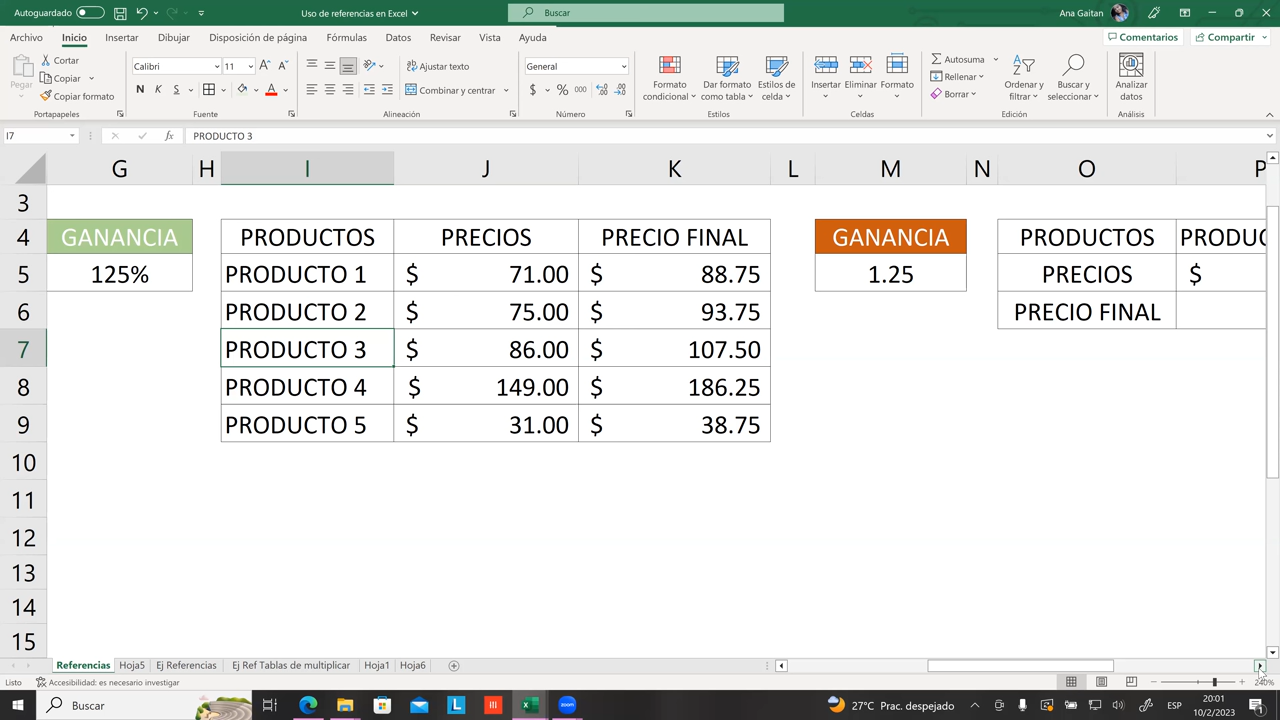 Autoguardado
Uso de referencias en Excel
Buscar
Ana Gaitan
Archivo Inicio Insertar Dibujar Disposición de página Fórmulas Datos Revisar Vista Ayuda
Comentarios Compartir
Pegar
Cortar
Copiar
Copiar formato
Portapapeles
Calibri 11
N K S
Fuente
Ajustar texto
Combinar y centrar
Alineación
General
$ % 000
Número
Formato condicional
Dar formato como tabla
Estilos de celda
Estilos
Insertar Eliminar Formato
Celdas
Autosuma
Rellenar
Borrar
Ordenar y filtrar
Buscar y seleccionar
Edición
Analizar datos
Análisis
I7 fx PRODUCTO 3
G H I J K L M N O P
3
4 GANANCIA PRODUCTOS PRECIOS PRECIO FINAL GANANCIA PRODUCTOS PRODUC
5 125% PRODUCTO 1 $ 71.00 $ 88.75 1.25 PRECIOS $
6 PRODUCTO 2 $ 75.00 $ 93.75 PRECIO FINAL
7 PRODUCTO 3 $ 86.00 $ 107.50
8 PRODUCTO 4 $ 149.00 $ 186.25
9 PRODUCTO 5 $ 31.00 $ 38.75
10
11
12
13
14
15
Referencias Hoja5 Ej Referencias Ej Ref Tablas de multiplicar Hoja1 Hoja6
Listo Accesibilidad: es necesario investigar
Buscar
27°C Prac. despejado
ESP
20:01
10/2/2023